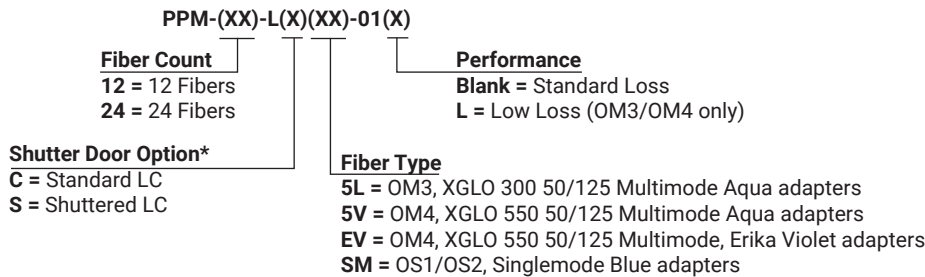 PPM-(XX)-L(X)(XX)-01(X)
Fiber Count
12 = 12 Fibers
24 = 24 Fibers
Performance
Blank = Standard Loss
L = Low Loss (OM3/OM4 only)
Shutter Door Option*
C = Standard LC
S = Shuttered LC
Fiber Type
5L = OM3, XGLO 300 50/125 Multimode Aqua adapters
5V = OM4, XGLO 550 50/125 Multimode Aqua adapters
EV = OM4, XGLO 550 50/125 Multimode, Erika Violet adapters
SM = OS1/OS2, Singlemode Blue adapters